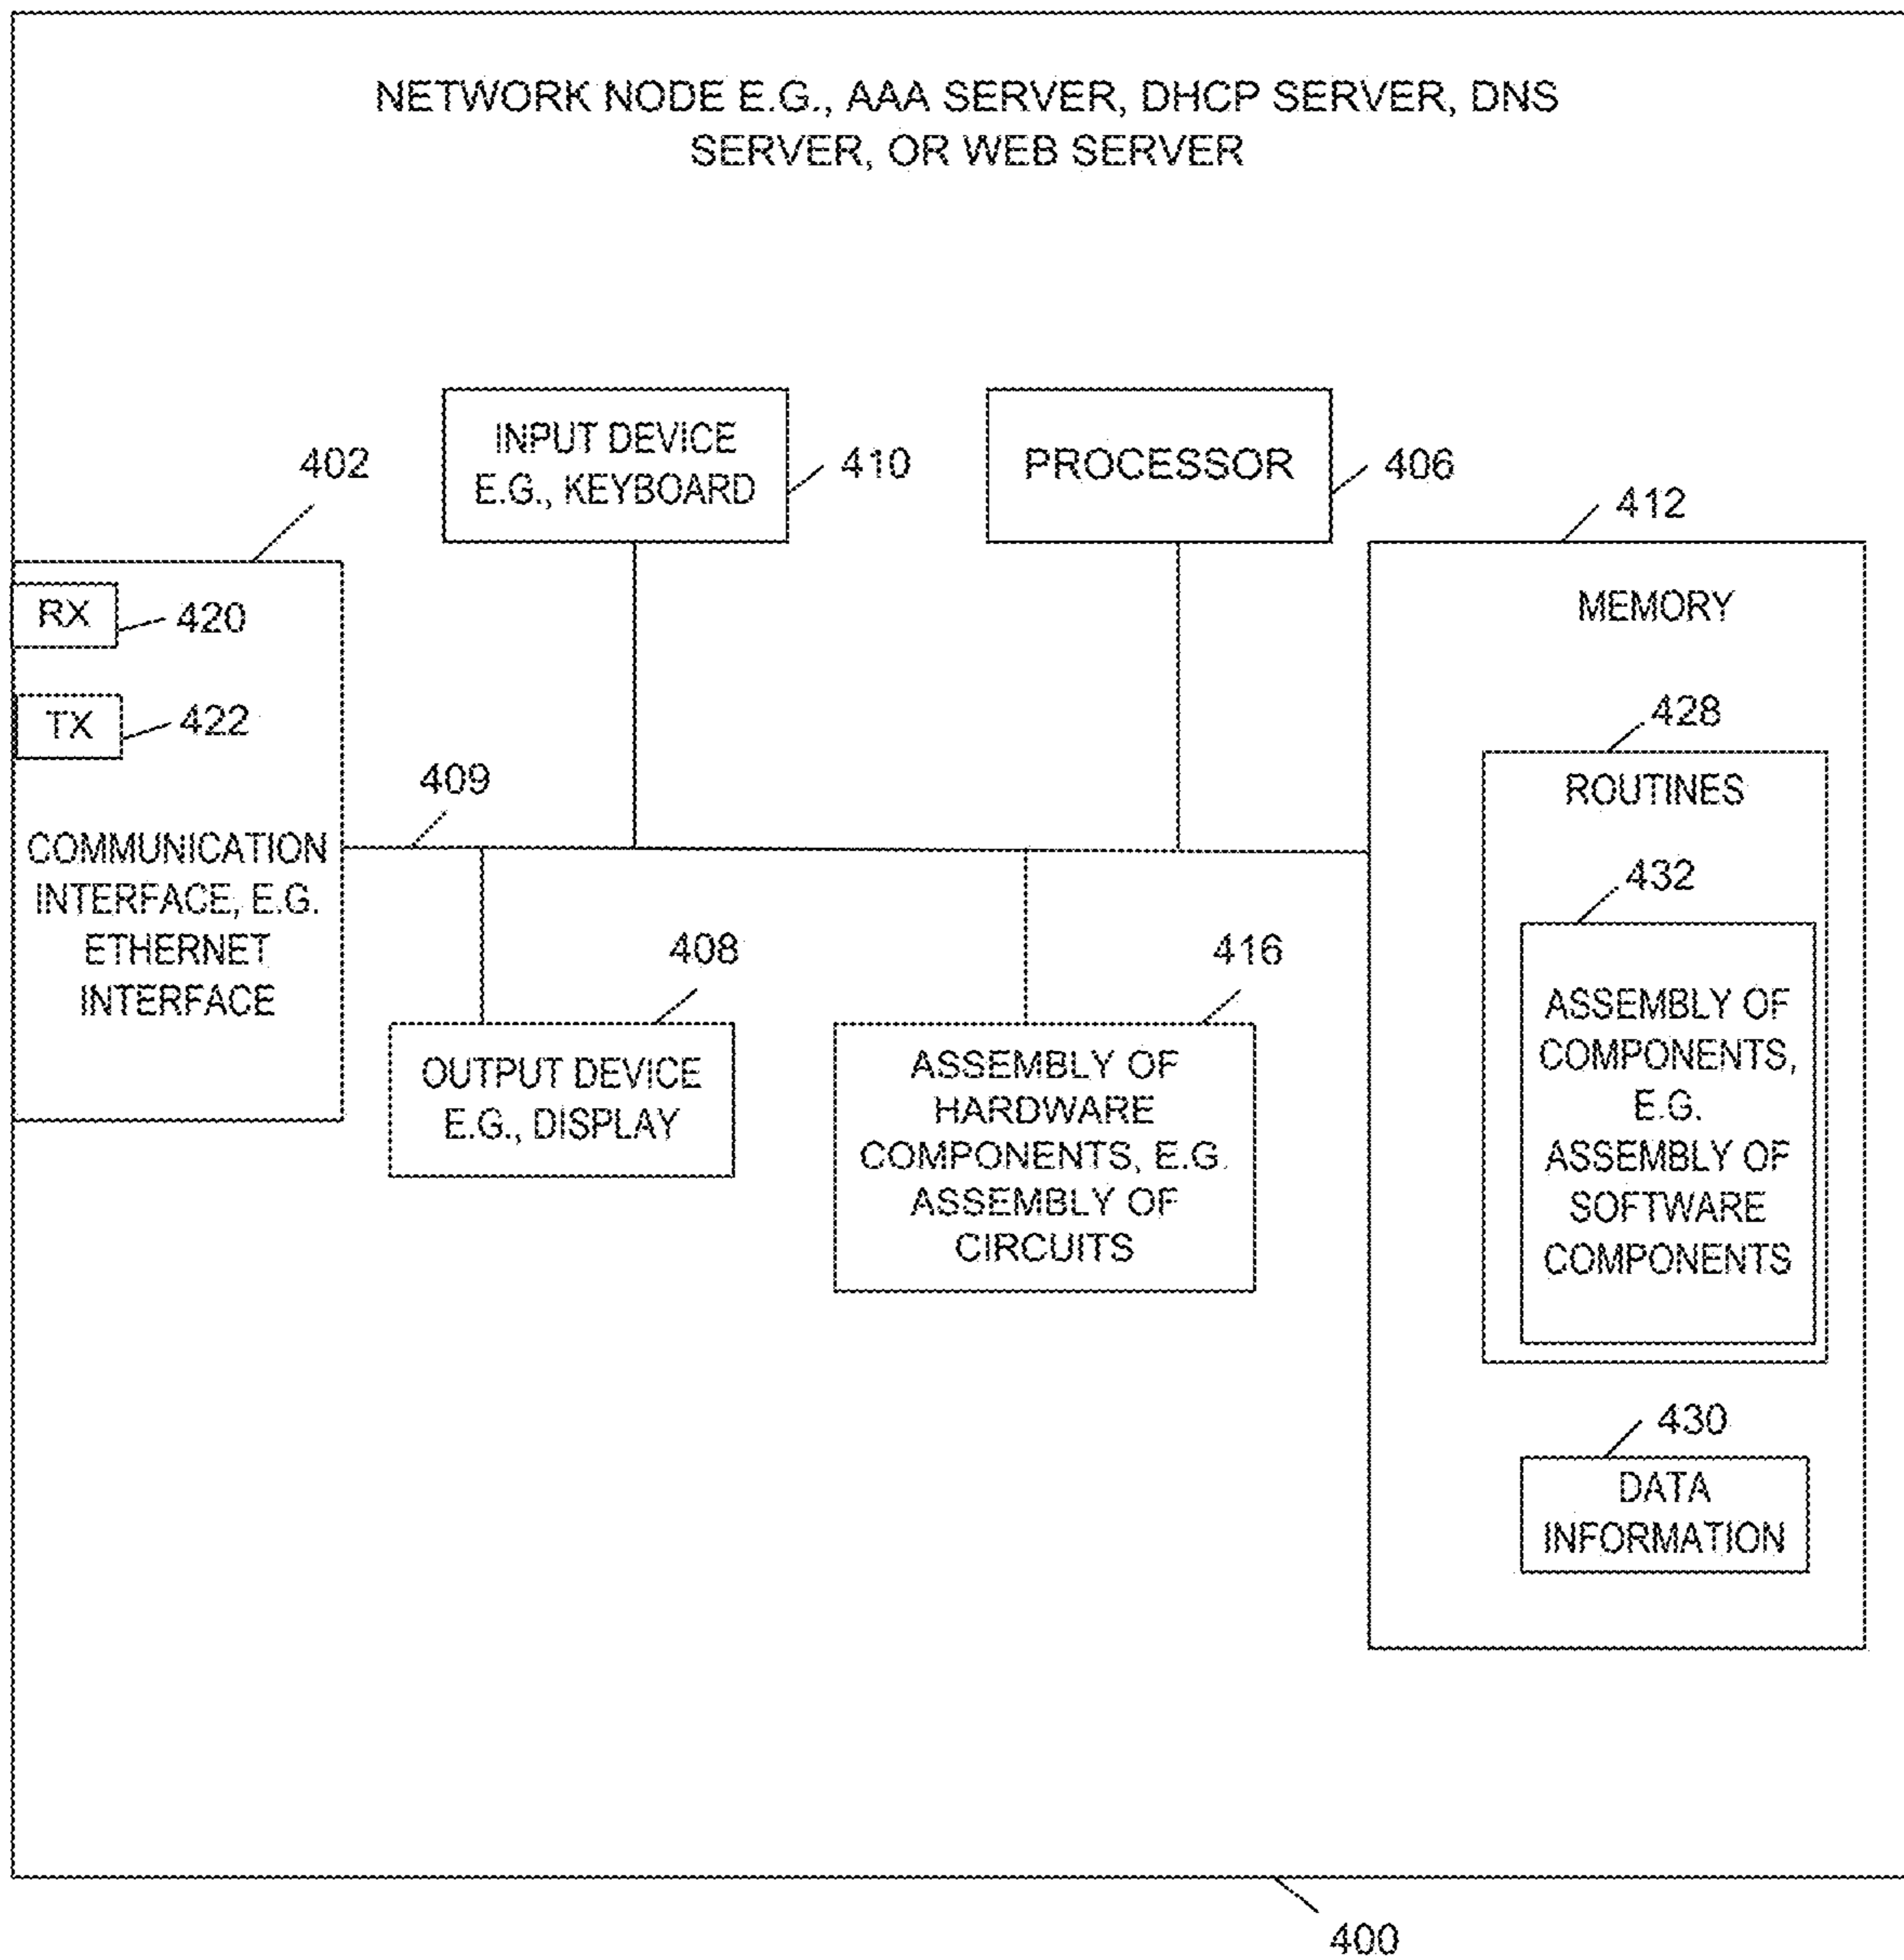 NETWORK NODE E.G., AAA SERVER, DHCP SERVER, DNS
SERVER, OR WEB SERVER
INPUT DEVICE
E.G., KEYBOARD
410
PROCESSOR
406
402
412
RX
420
TX
422
COMMUNICATION
INTERFACE, E.G.
ETHERNET
INTERFACE
409
MEMORY
428
ROUTINES
432
ASSEMBLY OF
COMPONENTS,
E.G.
ASSEMBLY OF
SOFTWARE
COMPONENTS
408
OUTPUT DEVICE
E.G., DISPLAY
416
ASSEMBLY OF
HARDWARE
COMPONENTS, E.G.
ASSEMBLY OF
CIRCUITS
430
DATA
INFORMATION
400